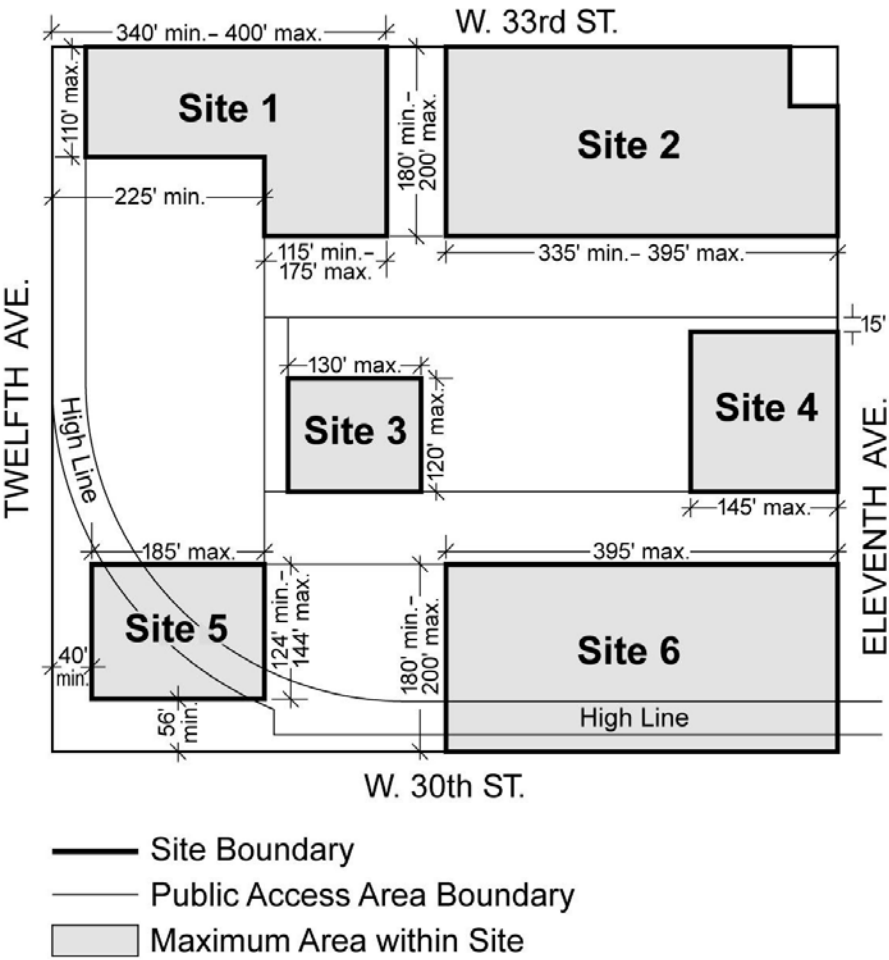 W. 33rd ST.
340' min.– 400' max.
110' max.
Site 1
180' min.–
200' max.
Site 2
225' min.
115' min.–
175' max.
335' min.– 395' max.
15'
TWELFTH AVE.
High Line
130' max.
Site 3
120' max.
Site 4
145' max.
ELEVENTH AVE.
185' max.
395' max.
Site 5
124' min.–
144' max.
180' min.–
200' max.
Site 6
40'
min.
56'
min.
High Line
W. 30th ST.
Site Boundary
Public Access Area Boundary
Maximum Area within Site